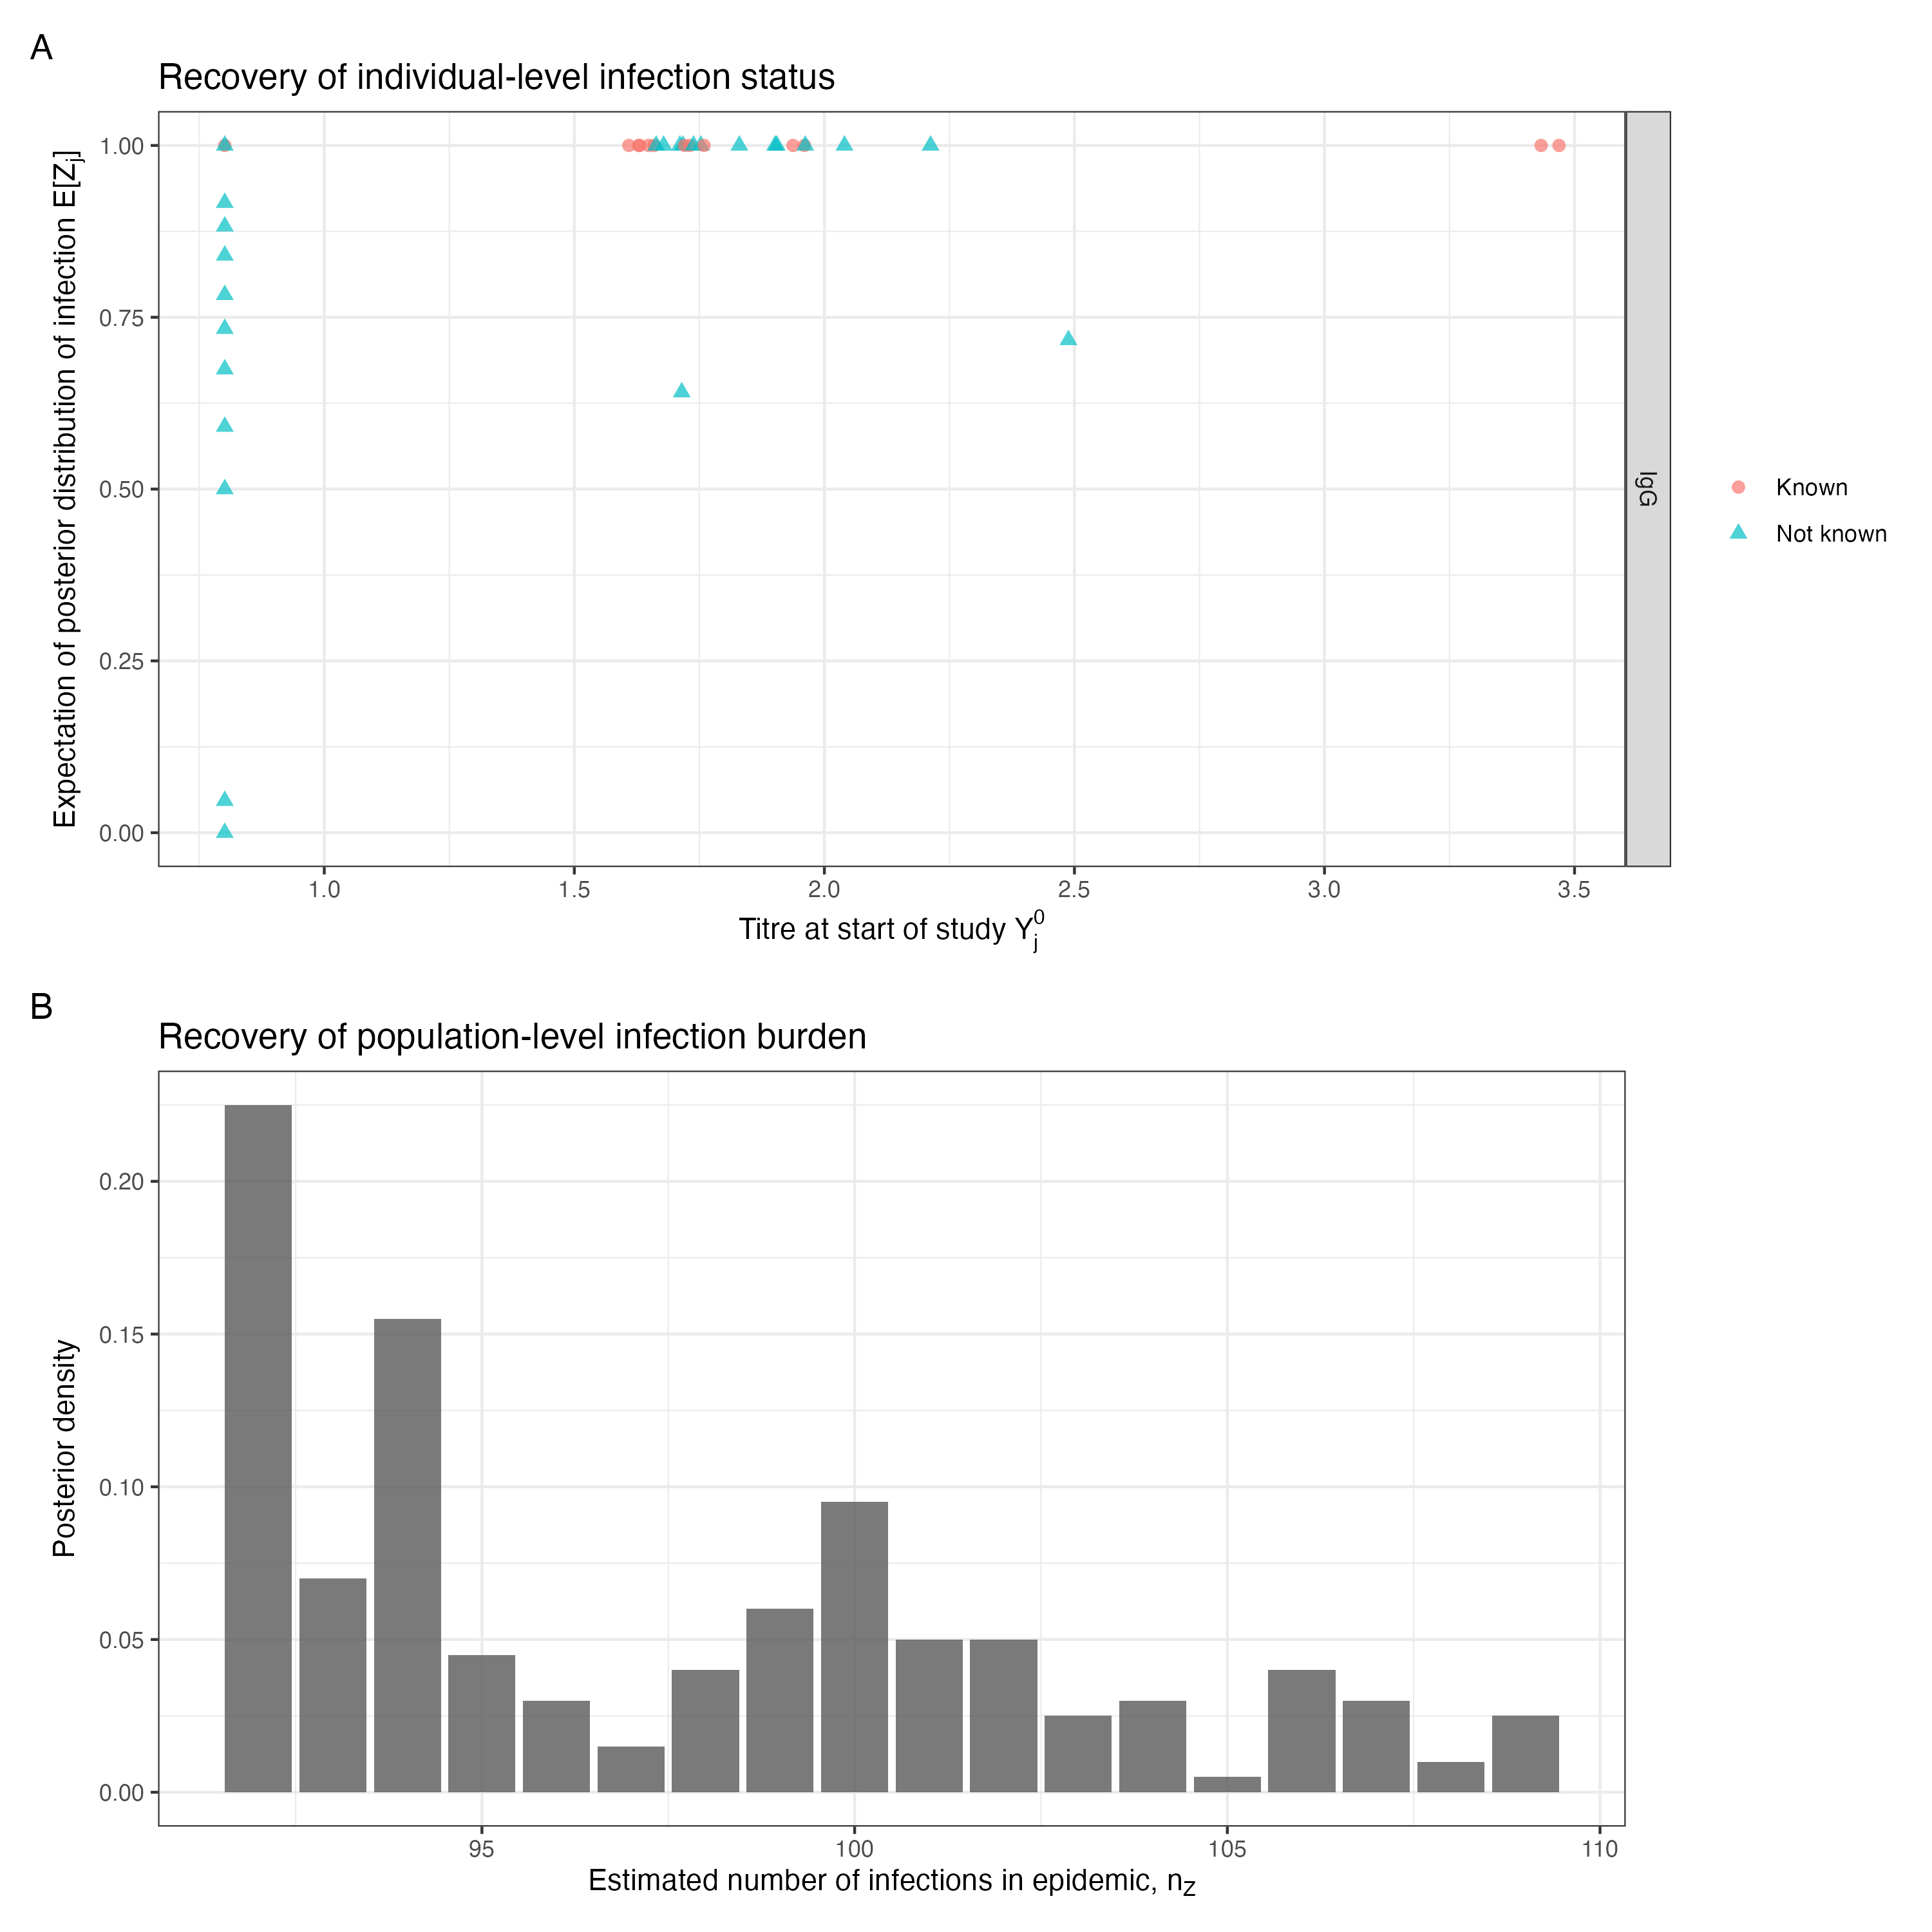 A
Recovery of individual-level infection status
Expectation of posterior distribution of infection E[Zj]
1.00
0.75
0.50
0.25
0.00
1.0 1.5 2.0 2.5 3.0 3.5
Titre at start of study Yj0
IgG
Known
Not known
B
Recovery of population-level infection burden
Posterior density
0.20
0.15
0.10
0.05
0.00
95 100 105 110
Estimated number of infections in epidemic, nZ